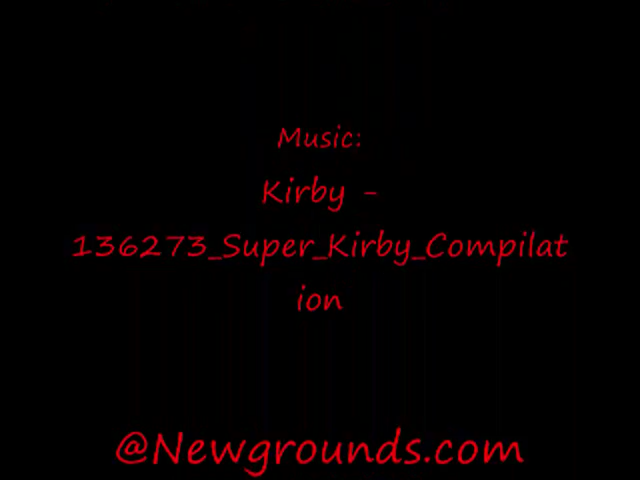 Music:
Kirby -
136273_Super_Kirby_Compilat
ion
@Newgrounds.com